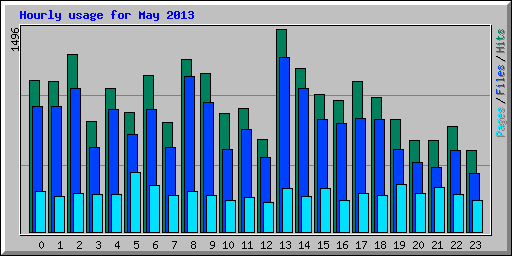 Hourly usage for May 2013
1496
Pages/Files/Hits
0 1 2 3 4 5 6 7 8 9 10 11 12 13 14 15 16 17 18 19 20 21 22 23